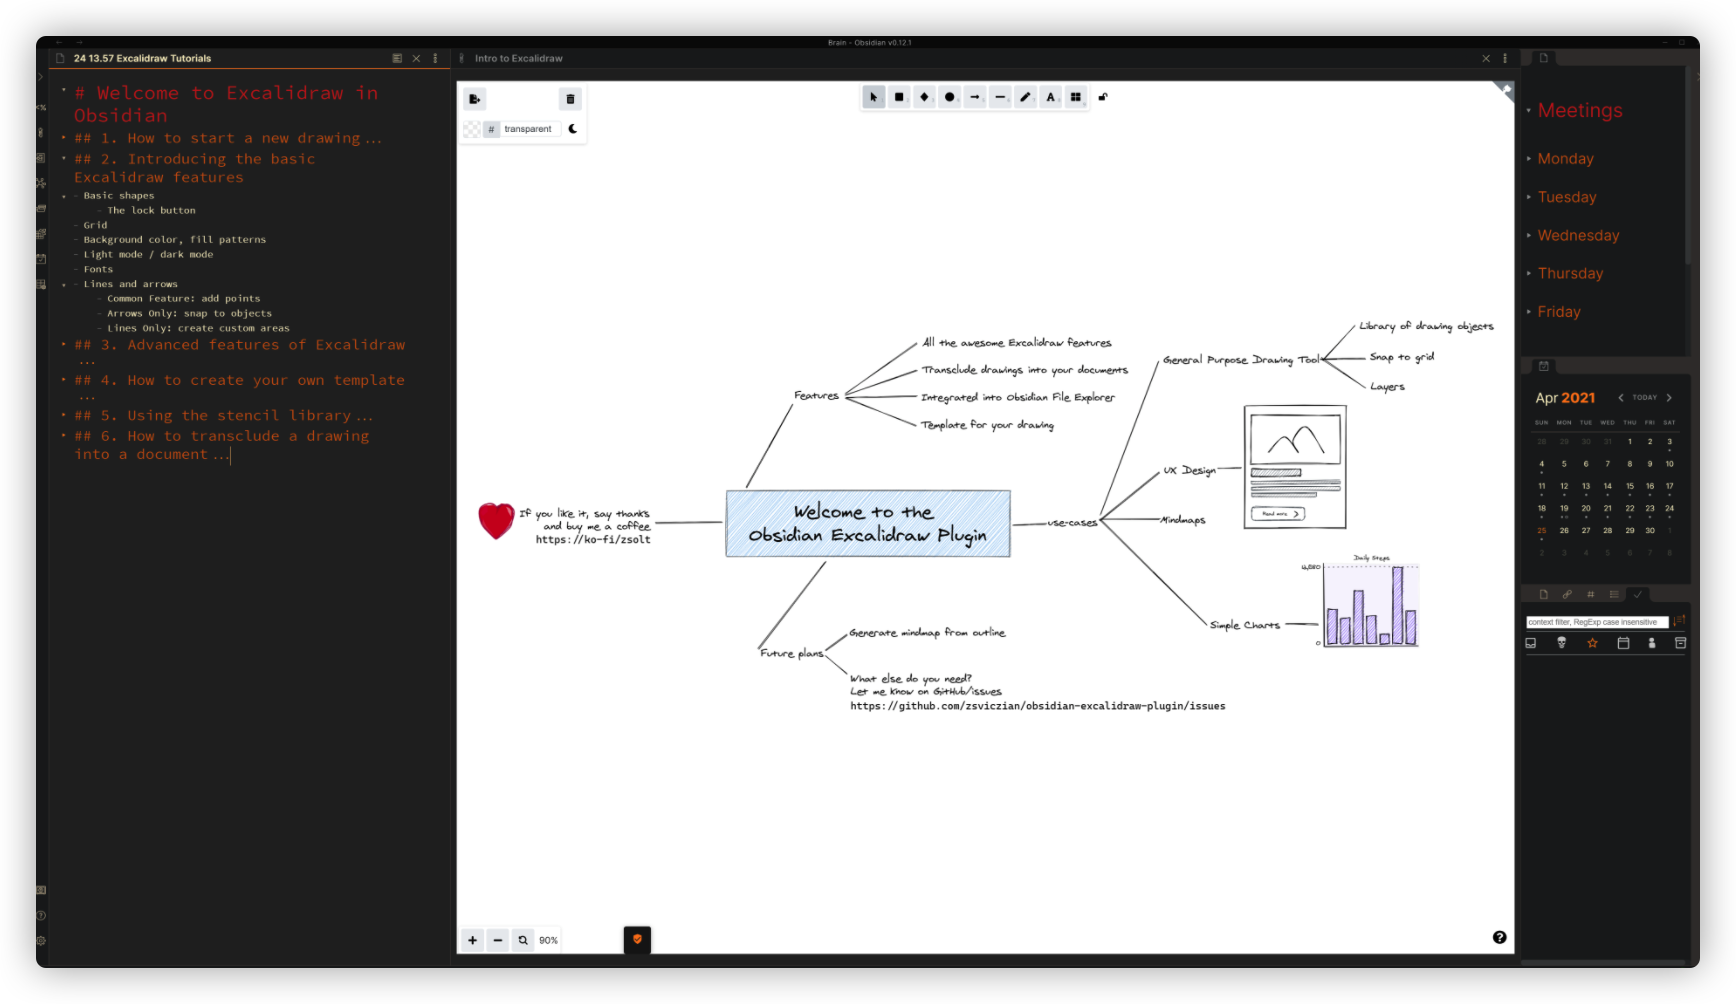 Brain - Obsidian v0.12.1
24 13.57 Excalidraw Tutorials
# Welcome to Excalidraw in
Obsidian
## 1. How to start a new drawing...
## 2. Introducing the basic
Excalidraw features
- Basic shapes
- The lock button
- Grid
- Background color, fill patterns
- Light mode / dark mode
- Fonts
- Lines and arrows
- Common Feature: add points
- Arrows Only: snap to objects
- Lines Only: create custom areas
## 3. Advanced features of Excalidraw
...
## 4. How to create your own template
...
## 5. Using the stencil library...
## 6. How to transclude a drawing
into a document...
Intro to Excalidraw
# transparent
A
Features
All the awesome Excalidraw features
Transclude drawings into your documents
Integrated into Obsidian File Explorer
Template for your drawing
If you like it, say thanks
and buy me a coffee
https://ko-fi/zsolt
Welcome to the
Obsidian Excalidraw Plugin
use-cases
General Purpose Drawing Tool
Library of drawing objects
Snap to grid
Layers
UX Design
Read more
Mindmaps
Simple Charts
Daily Steps
0
Future plans
Generate mindmap from outline
What else do you need?
Let me know on GitHub/issues
https://github.com/zsviczian/obsidian-excalidraw-plugin/issues
90%
Meetings
Monday
Tuesday
Wednesday
Thursday
Friday
Apr 2021 TODAY
SUN MON TUE WED THU FRI SAT
28 29 30 31 1 2 3
4 5 6 7 8 9 10
11 12 13 14 15 16 17
18 19 20 21 22 23 24
25 26 27 28 29 30 1
2 3 4 5 6 7 8
context filter, RegExp case insensitive